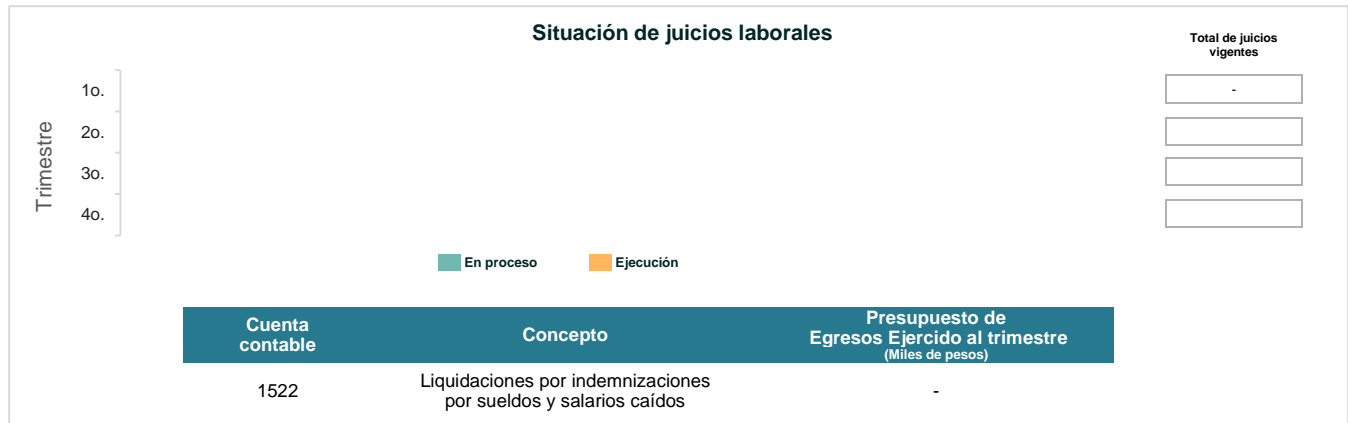 Situación de juicios laborales
Total de juicios
vigentes
Trimestre
1o.
-
2o.
3o.
4o.
En proceso
Ejecución
Cuenta
contable
Concepto
Presupuesto de
Egresos Ejercido al trimestre
(Miles de pesos)
1522
Liquidaciones por indemnizaciones
por sueldos y salarios caídos
-